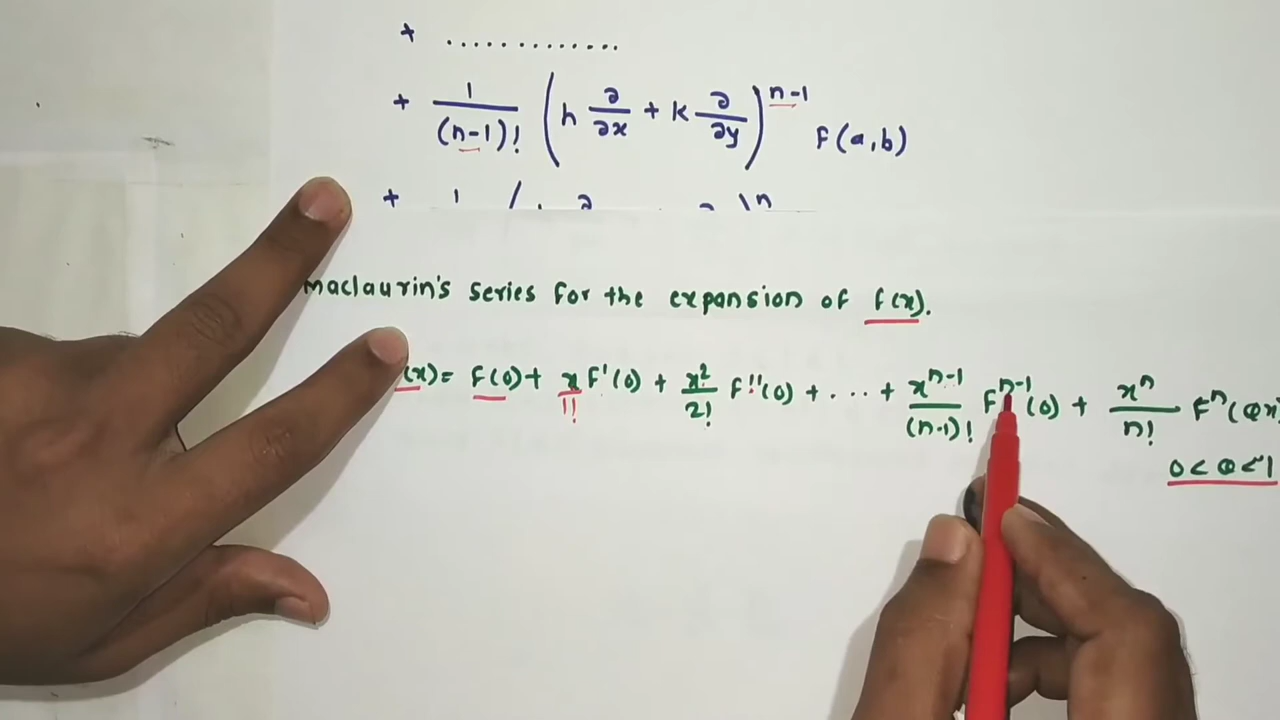 + .............
+ 1/(n-1)! (h ∂/∂x + k ∂/∂y)^{n-1} F(a,b)
+ 1 ( ∂ ∂ )^n
Maclaurin's series for the expansion of f(x).
(x) = F(0) + x/1! F'(0) + x²/2! F''(0) + ... + x^{n-1}/(n-1)! F^{n-1}(0) + x^n/n! F^n(θx)
0<θ<1